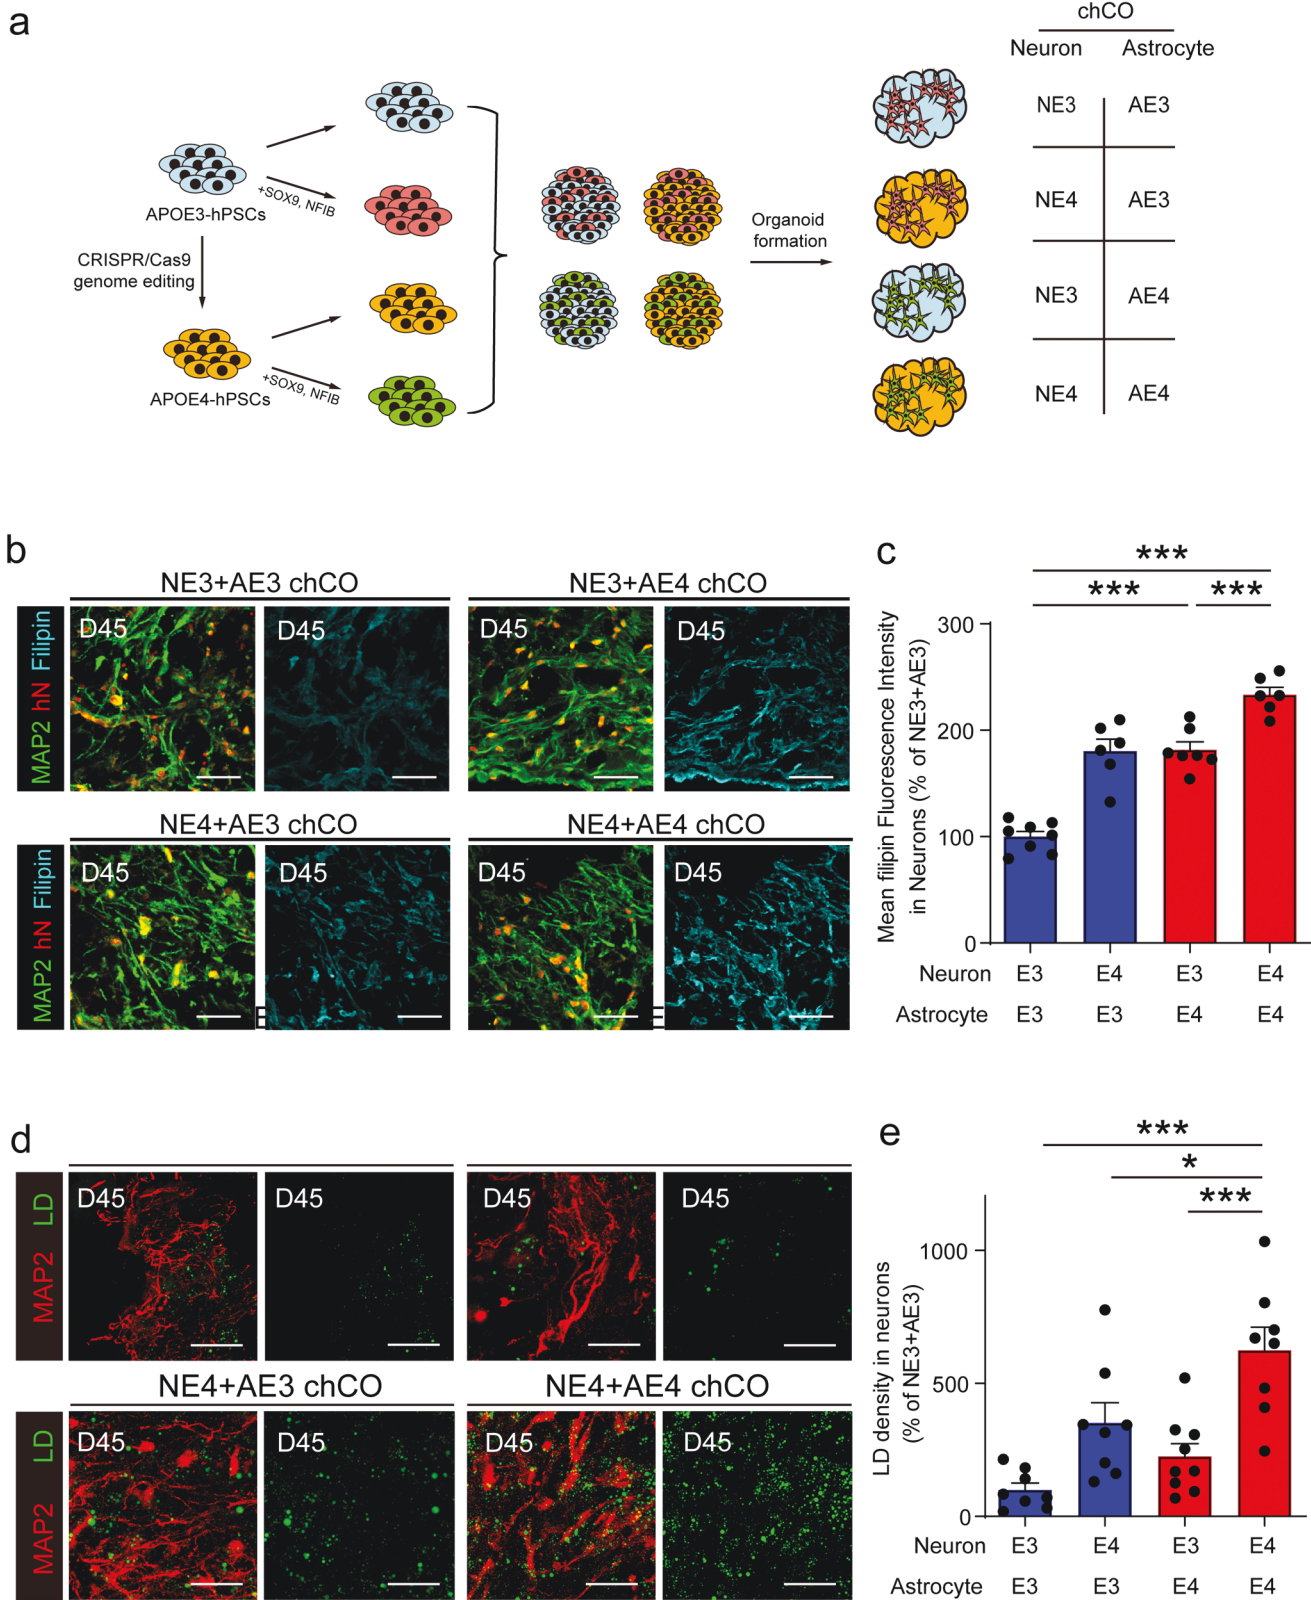 a
chCO
Neuron Astrocyte
NE3 AE3
NE4 AE3
NE3 AE4
NE4 AE4
APOE3-hPSCs
+SOX9, NFIB
CRISPR/Cas9
genome editing
APOE4-hPSCs
+SOX9, NFIB
Organoid
formation
b
NE3+AE3 chCO
NE3+AE4 chCO
MAP2 hN Filipin
D45
D45
D45
D45
NE4+AE3 chCO
NE4+AE4 chCO
MAP2 hN Filipin
D45
D45
D45
D45
E
E
c
***
*** ***
Mean filipin Fluorescence Intensity
in Neurons (% of NE3+AE3)
300
200
100
0
Neuron E3 E4 E3 E4
Astrocyte E3 E3 E4 E4
d
MAP2 LD
D45
D45
D45
D45
NE4+AE3 chCO
NE4+AE4 chCO
MAP2 LD
D45
D45
D45
D45
e
***
*
***
LD density in neurons
(% of NE3+AE3)
1000
500
0
Neuron E3 E4 E3 E4
Astrocyte E3 E3 E4 E4